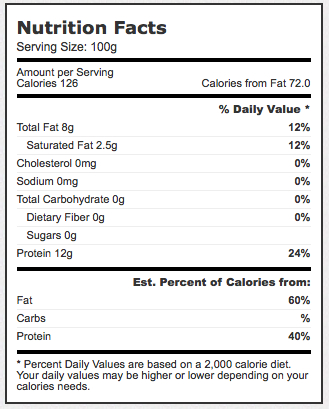 Nutrition Facts
Serving Size: 100g
Amount per Serving
Calories 126 Calories from Fat 72.0
% Daily Value *
Total Fat 8g 12%
Saturated Fat 2.5g 12%
Cholesterol 0mg 0%
Sodium 0mg 0%
Total Carbohydrate 0g 0%
Dietary Fiber 0g 0%
Sugars 0g
Protein 12g 24%
Est. Percent of Calories from:
Fat 60%
Carbs %
Protein 40%
* Percent Daily Values are based on a 2,000 calorie diet.
Your daily values may be higher or lower depending on your
calories needs.